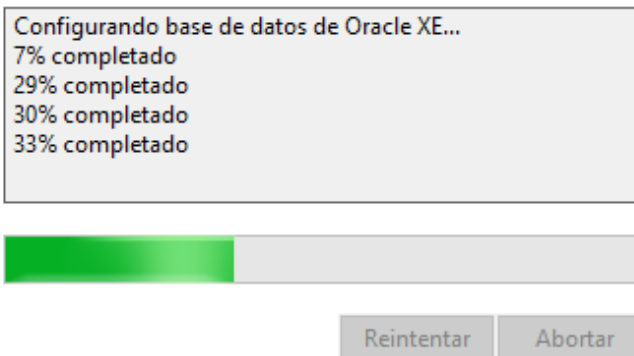 Configurando base de datos de Oracle XE...
7% completado
29% completado
30% completado
33% completado
Reintentar
Abortar